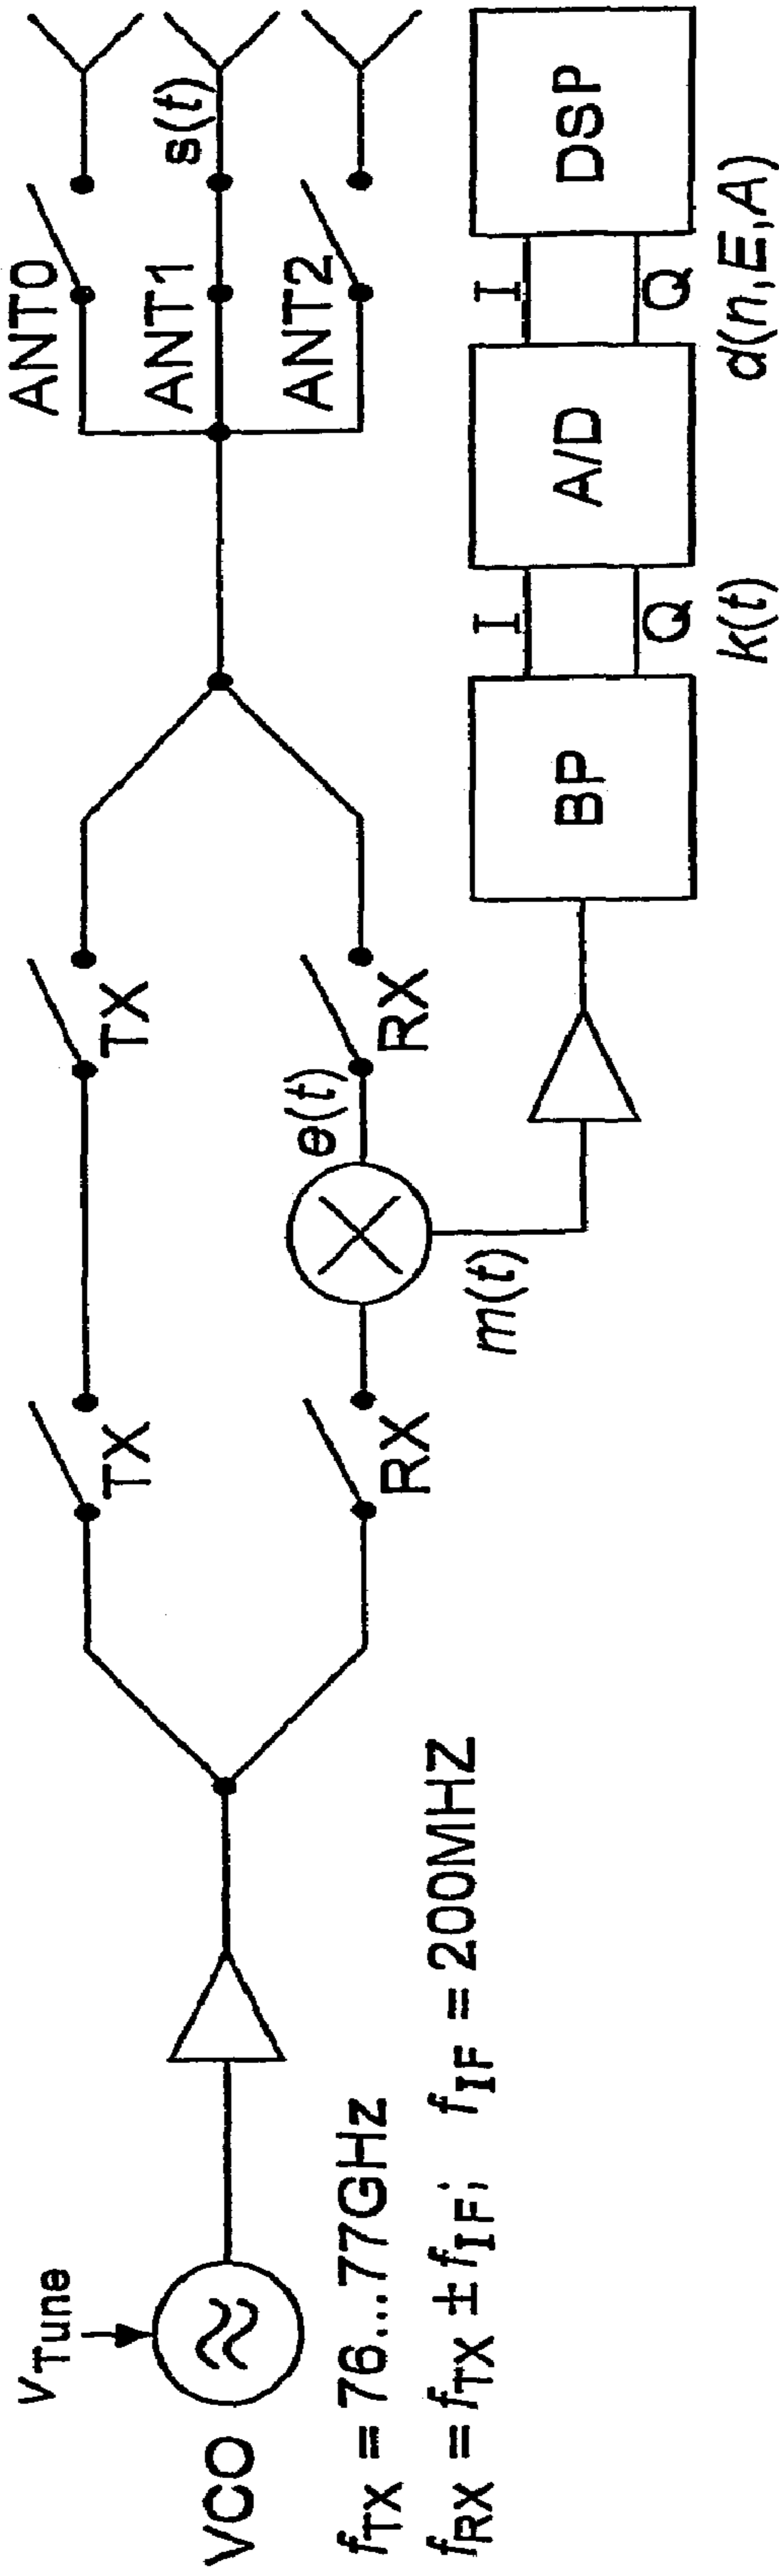 V_Tune
VCO
f_TX = 76...77GHz
f_RX = f_TX ± f_IF; f_IF = 200MHZ
TX
TX
RX
RX
e(t)
m(t)
ANT0
ANT1
ANT2
s(t)
BP
I
Q
k(t)
A/D
I
Q
d(n,E,A)
DSP